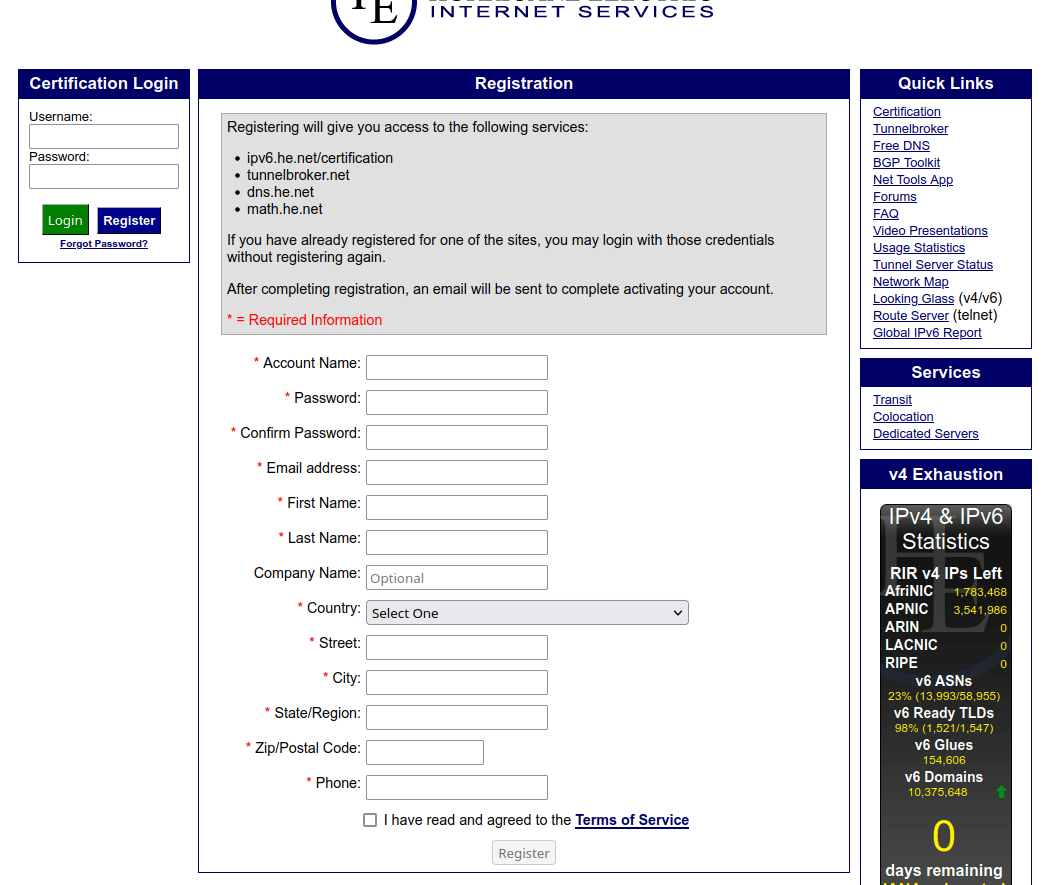 INTERNET SERVICES
Certification Login
Username:
Password:
Login Register
Forgot Password?
Registration
Registering will give you access to the following services:
• ipv6.he.net/certification
• tunnelbroker.net
• dns.he.net
• math.he.net
If you have already registered for one of the sites, you may login with those credentials
without registering again.
After completing registration, an email will be sent to complete activating your account.
* = Required Information
* Account Name:
* Password:
* Confirm Password:
* Email address:
* First Name:
* Last Name:
Company Name: Optional
* Country: Select One
* Street:
* City:
* State/Region:
* Zip/Postal Code:
* Phone:
I have read and agreed to the Terms of Service
Register
Quick Links
Certification
Tunnelbroker
Free DNS
BGP Toolkit
Net Tools App
Forums
FAQ
Video Presentations
Usage Statistics
Tunnel Server Status
Network Map
Looking Glass (v4/v6)
Route Server (telnet)
Global IPv6 Report
Services
Transit
Colocation
Dedicated Servers
v4 Exhaustion
IPv4 & IPv6
Statistics
RIR v4 IPs Left
AfriNIC 1,783,468
APNIC 3,541,986
ARIN 0
LACNIC 0
RIPE 0
v6 ASNs
23% (13,993/58,955)
v6 Ready TLDs
98% (1,521/1,547)
v6 Glues
154,606
v6 Domains
10,375,648
0
days remaining